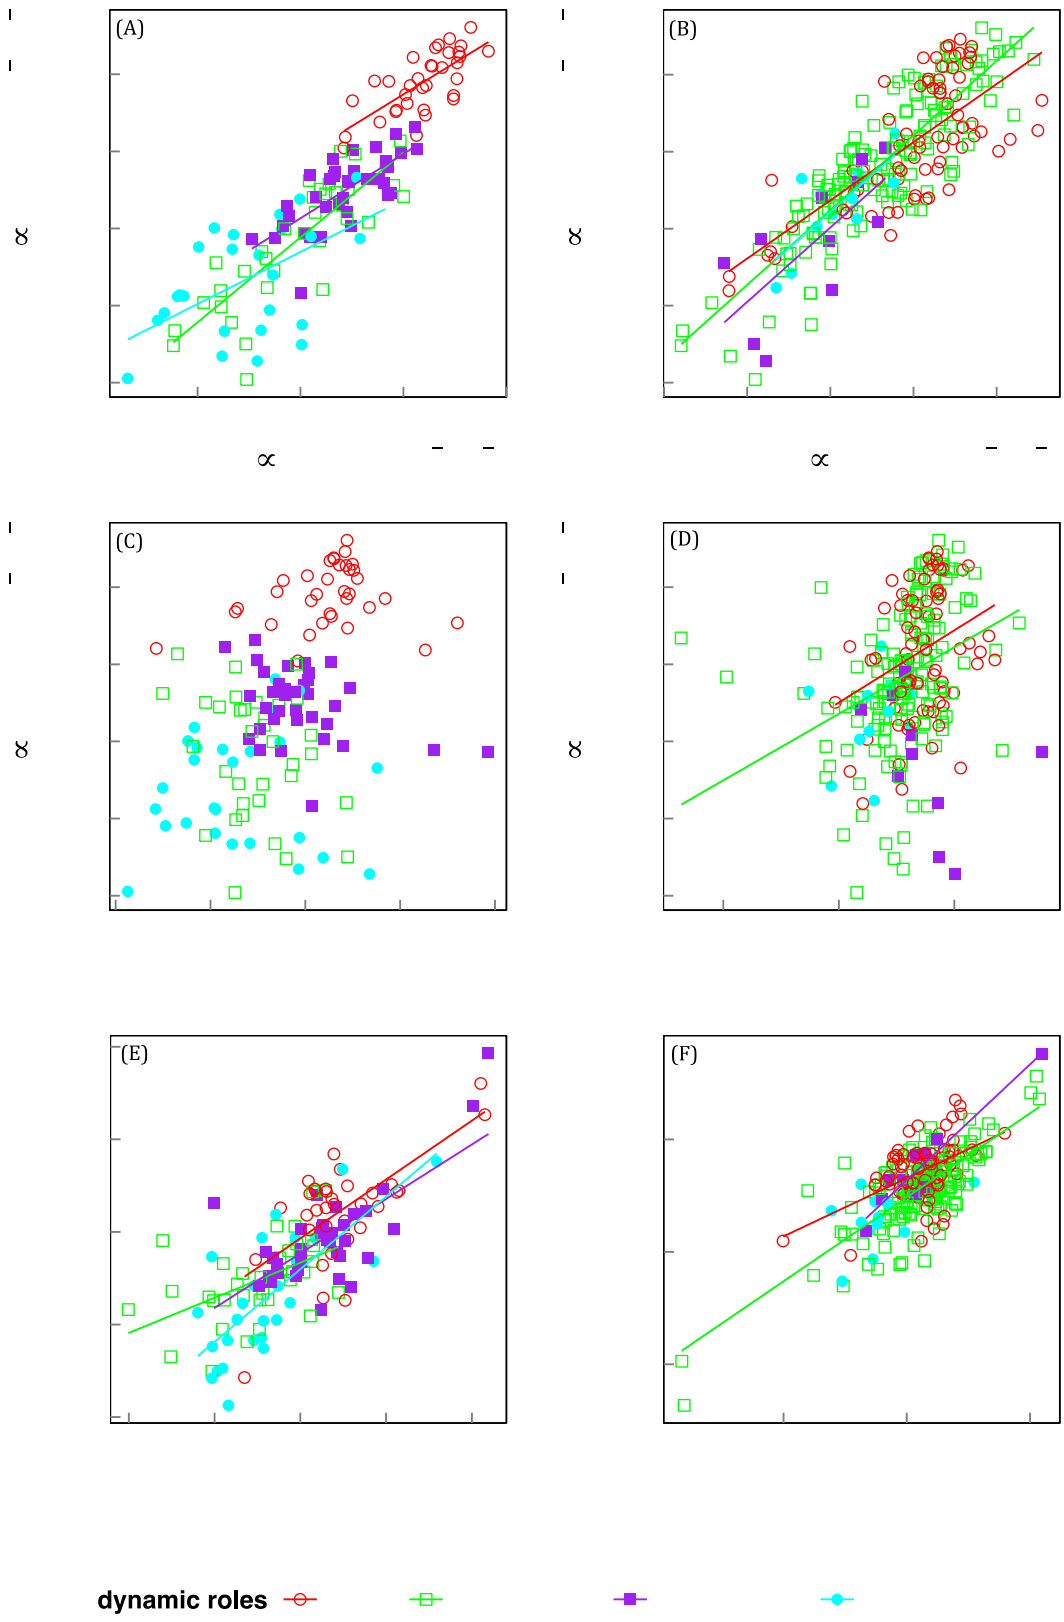 (A)
(B)
∝
∝
∝
∝
(C)
(D)
∝
∝
(E)
(F)
dynamic roles